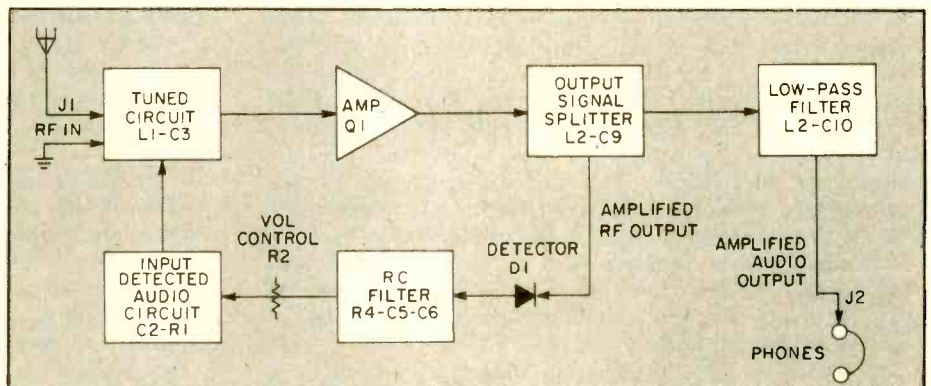 J1
RF IN
TUNED
CIRCUIT
L1-C3
AMP.
Q1
OUTPUT
SIGNAL
SPLITTER
L2-C9
LOW-PASS
FILTER
L2-C10
AMPLIFIED
RF OUTPUT
AMPLIFIED
AUDIO
OUTPUT
J2
PHONES
DETECTOR
D1
RC
FILTER
R4-C5-C6
VOL
CONTROL
R2
INPUT
DETECTED
AUDIO
CIRCUIT
C2-R1